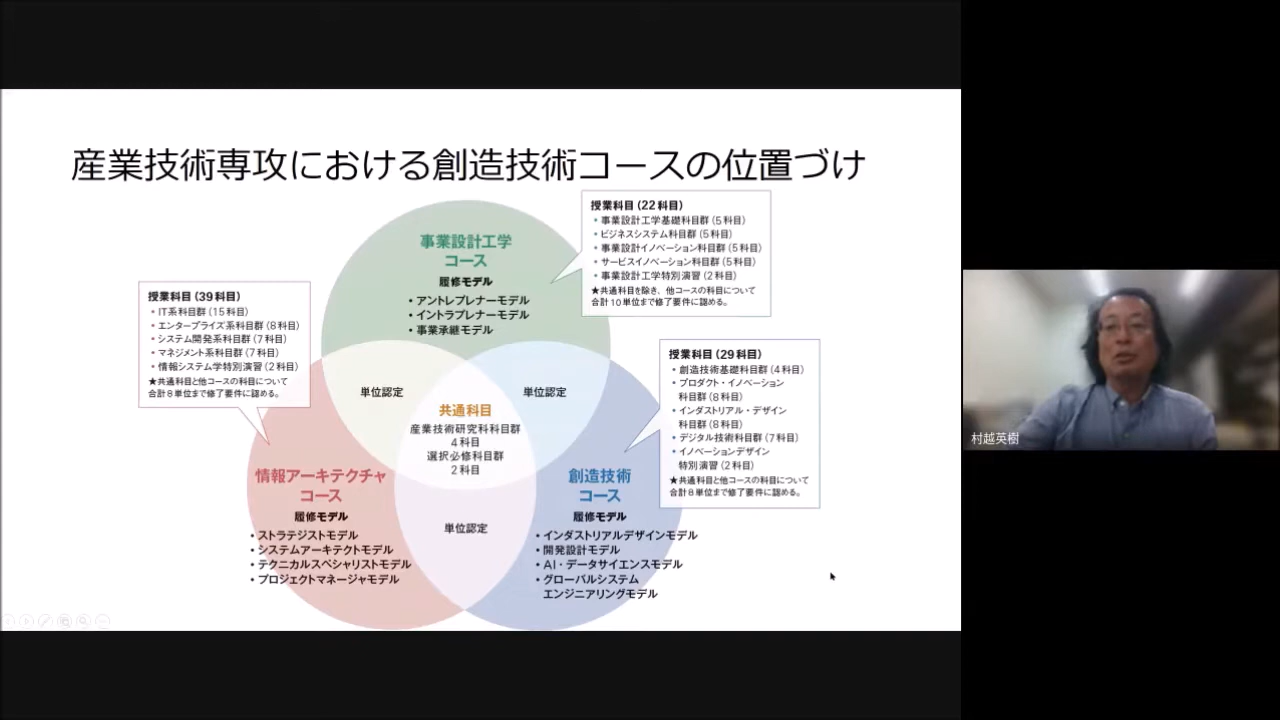 産業技術専攻における創造技術コースの位置づけ
事業設計工学
コース
履修モデル
• アントレプレナーモデル
• イントラプレナーモデル
• 事業承継モデル
授業科目（22科目）
• 事業設計工学基礎科目群（5科目）
• ビジネスシステム科目群（5科目）
• 事業設計イノベーション科目群（5科目）
• サービスイノベーション科目群（5科目）
• 事業設計工学特別演習（2科目）
★共通科目を除き、他コースの科目について
合計10単位まで修了要件に認める。
授業科目（39科目）
• IT系科目群（15科目）
• エンタープライズ系科目群（8科目）
• システム開発系科目群（7科目）
• マネジメント系科目群（7科目）
• 情報システム学特別演習（2科目）
★共通科目と他コースの科目について
合計8単位まで修了要件に認める。
授業科目（29科目）
• 創造技術基礎科目群（4科目）
• プロダクト・イノベーション
科目群（8科目）
• インダストリアル・デザイン
科目群（8科目）
• デジタル技術科目群（7科目）
• イノベーションデザイン
特別演習（2科目）
★共通科目と他コースの科目について
合計8単位まで修了要件に認める。
単位認定
単位認定
共通科目
産業技術研究科科目群
4科目
選択必修科目群
2科目
単位認定
情報アーキテクチャ
コース
履修モデル
• ストラテジストモデル
• システムアーキテクトモデル
• テクニカルスペシャリストモデル
• プロジェクトマネージャモデル
創造技術
コース
履修モデル
• インダストリアルデザインモデル
• 開発設計モデル
• AI・データサイエンスモデル
• グローバルシステム
エンジニアリングモデル
村越英樹